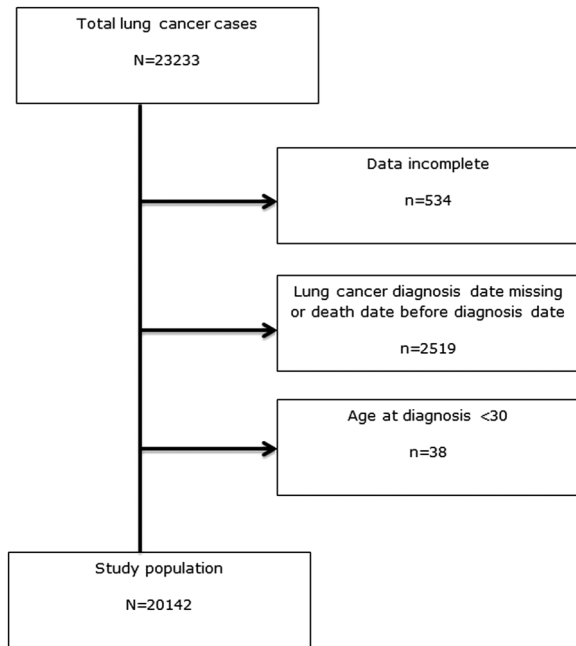 Total lung cancer cases
N=23233
Data incomplete
n=534
Lung cancer diagnosis date missing
or death date before diagnosis date
n=2519
Age at diagnosis <30
n=38
Study population
N=20142